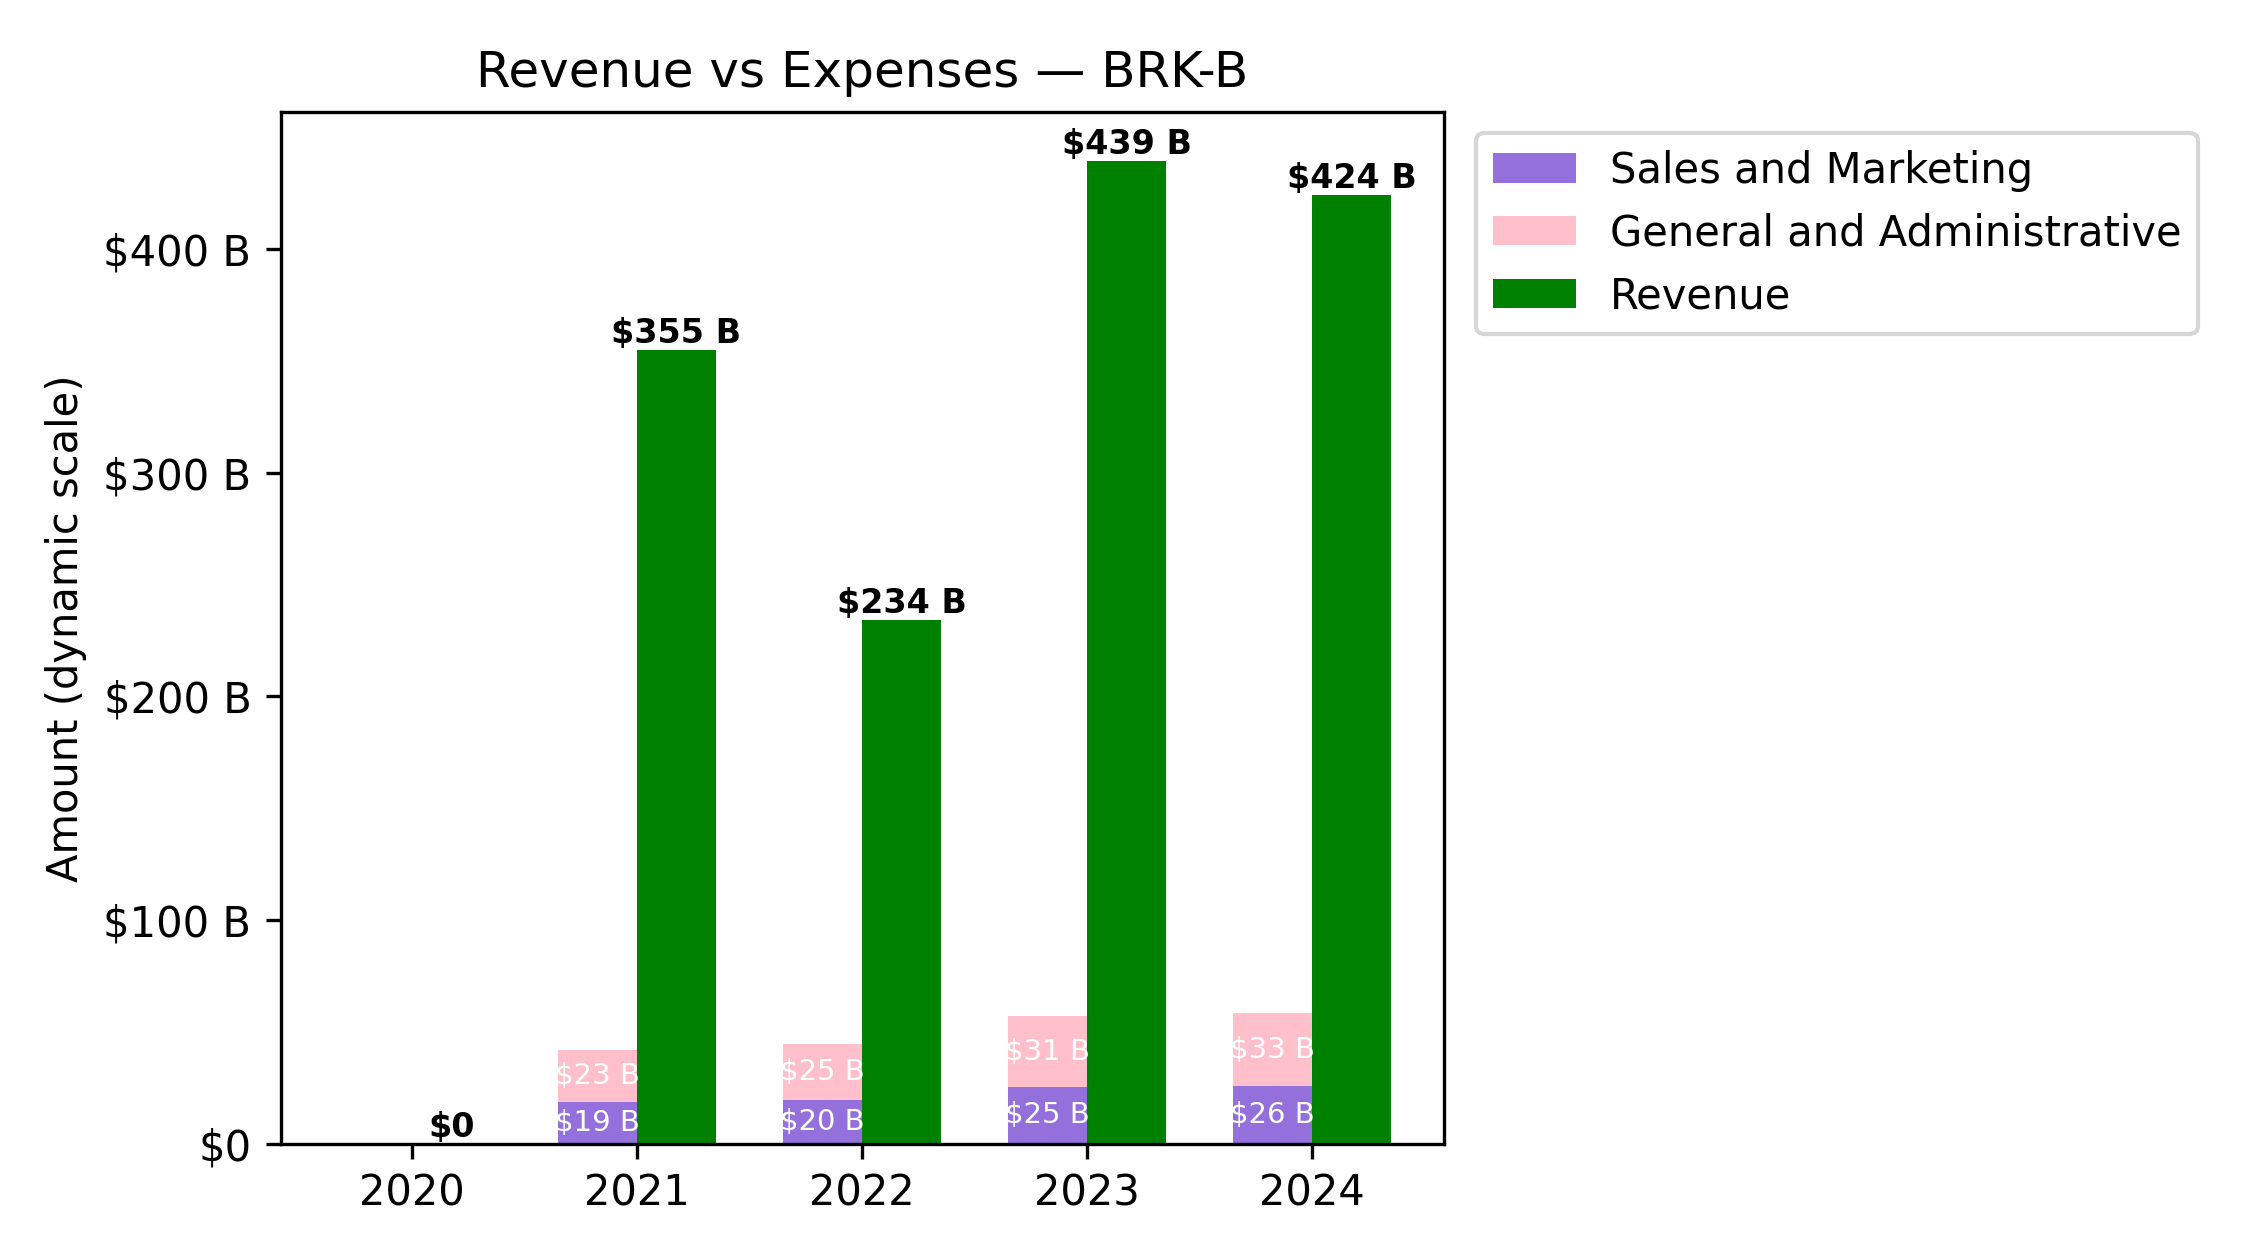 Revenue vs Expenses — BRK-B
Sales and Marketing
General and Administrative
Revenue
Amount (dynamic scale)
$400 B
$300 B
$200 B
$100 B
$0
$0
$355 B
$234 B
$439 B
$424 B
$23 B
$25 B
$31 B
$33 B
$19 B
$20 B
$25 B
$26 B
2020
2021
2022
2023
2024